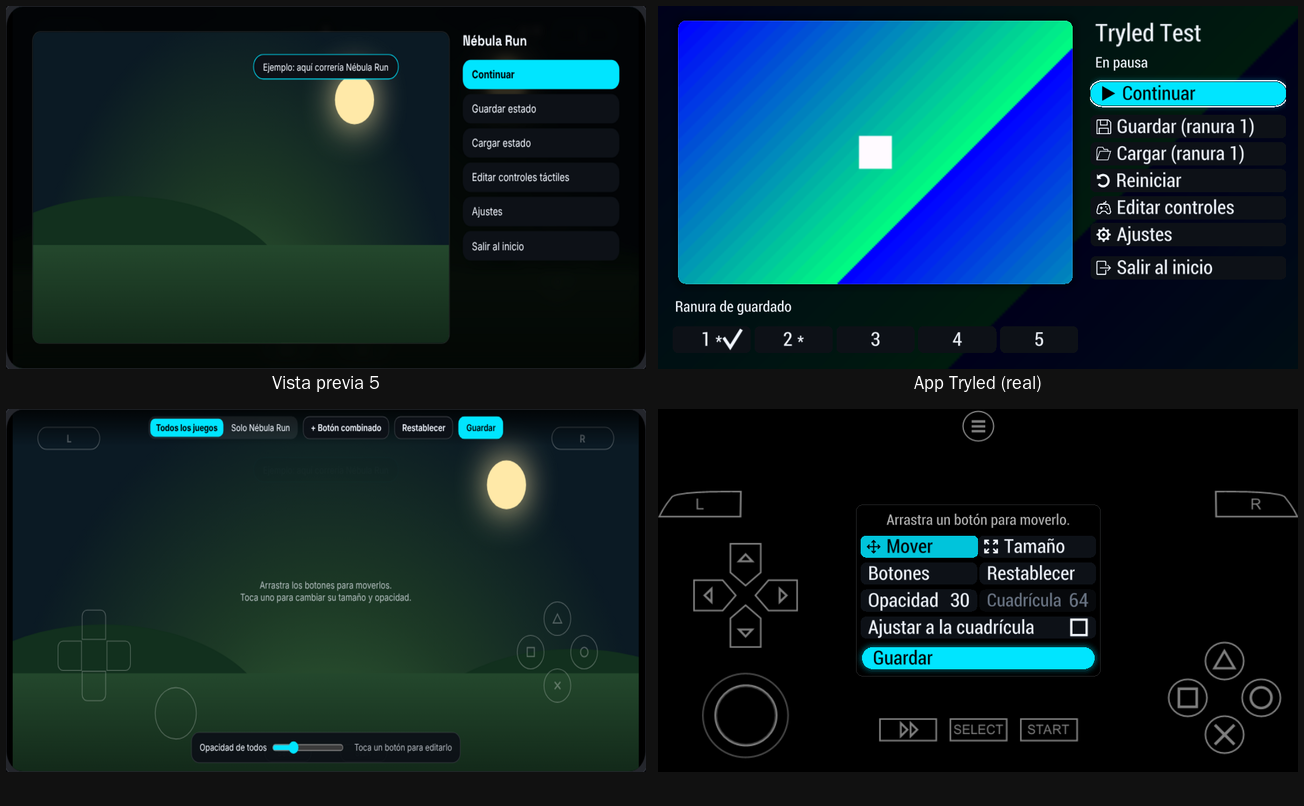 Nébula Run
Ejemplo: aquí correría Nébula Run
Continuar
Guardar estado
Cargar estado
Editar controles táctiles
Ajustes
Salir al inicio
Vista previa 5
Tryled Test
En pausa
Continuar
Guardar (ranura 1)
Cargar (ranura 1)
Reiniciar
Editar controles
Ajustes
Salir al inicio
Ranura de guardado
1 *
2 *
3
4
5
App Tryled (real)
L
Todos los juegos
Solo Nébula Run
+ Botón combinado
Restablecer
Guardar
R
Arrastra los botones para moverlos.
Toca uno para cambiar su tamaño y opacidad.
Opacidad de todos
Toca un botón para editarlo
L
R
Arrastra un botón para moverlo.
Mover
Tamaño
Botones
Restablecer
Opacidad 30
Cuadrícula 64
Ajustar a la cuadrícula
Guardar
SELECT
START